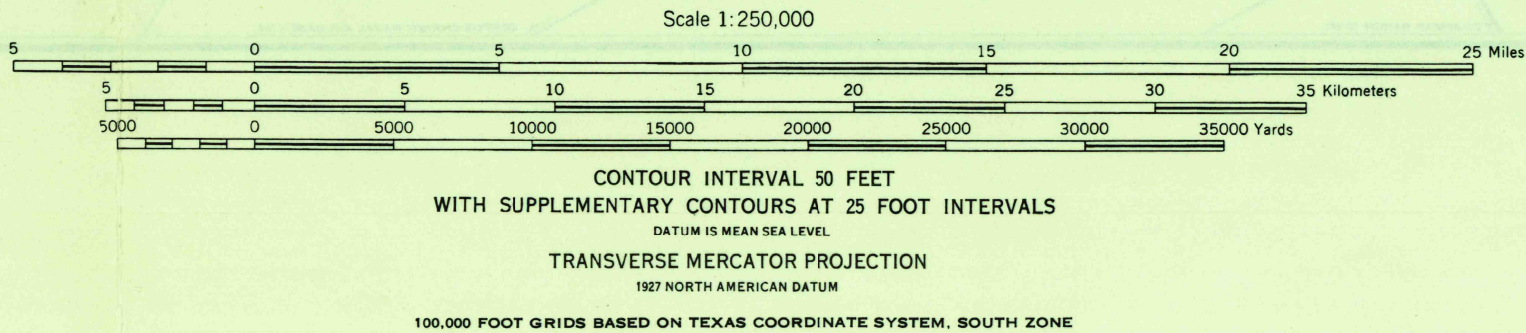 Scale 1:250,000
5 0 5 10 15 20 25 Miles
5 0 5 10 15 20 25 30 35 Kilometers
5000 0 5000 10000 15000 20000 25000 30000 35000 Yards
CONTOUR INTERVAL 50 FEET
WITH SUPPLEMENTARY CONTOURS AT 25 FOOT INTERVALS
DATUM IS MEAN SEA LEVEL
TRANSVERSE MERCATOR PROJECTION
1927 NORTH AMERICAN DATUM
100,000 FOOT GRIDS BASED ON TEXAS COORDINATE SYSTEM, SOUTH ZONE